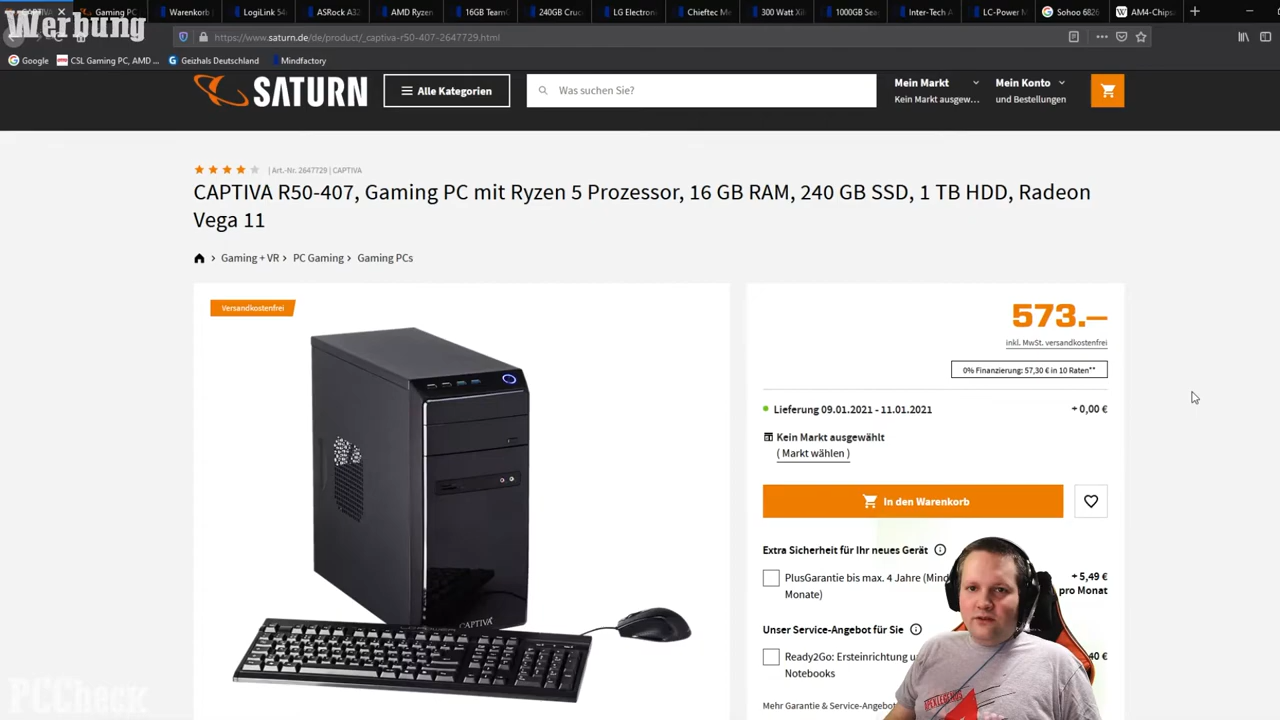 Gaming PC
Warenkorb
LogiLink
ASRock A32
AMD Ryzen
16GB TeamG
240GB Cruc
LG Electron
Chieftec Me
300 Watt Xil
1000GB Sea
Inter-Tech A
LC-Power M
Sohoo 6826
AM4-Chips
Werbung
https://www.saturn.de/de/product/_captiva-r50-407-2647729.html
Google
CSL Gaming PC, AMD ...
Geizhals Deutschland
Mindfactory
SATURN
Alle Kategorien
Was suchen Sie?
Mein Markt
Kein Markt ausgew...
Mein Konto
und Bestellungen
| Art.-Nr. 2647729 | CAPTIVA
CAPTIVA R50-407, Gaming PC mit Ryzen 5 Prozessor, 16 GB RAM, 240 GB SSD, 1 TB HDD, Radeon
Vega 11
Gaming + VR > PC Gaming > Gaming PCs
Versandkostenfrei
573.–
inkl. MwSt. versandkostenfrei
0% Finanzierung: 57,30 € in 10 Raten**
Lieferung 09.01.2021 - 11.01.2021
+ 0,00 €
Kein Markt ausgewählt
( Markt wählen )
In den Warenkorb
Extra Sicherheit für Ihr neues Gerät
PlusGarantie bis max. 4 Jahre (Mind
Monate)
+ 5,49 €
pro Monat
Unser Service-Angebot für Sie
Ready2Go: Ersteinrichtung u
Notebooks
40 €
Mehr Garantie & Service-Angebot
CAPTIVA
PCCheck